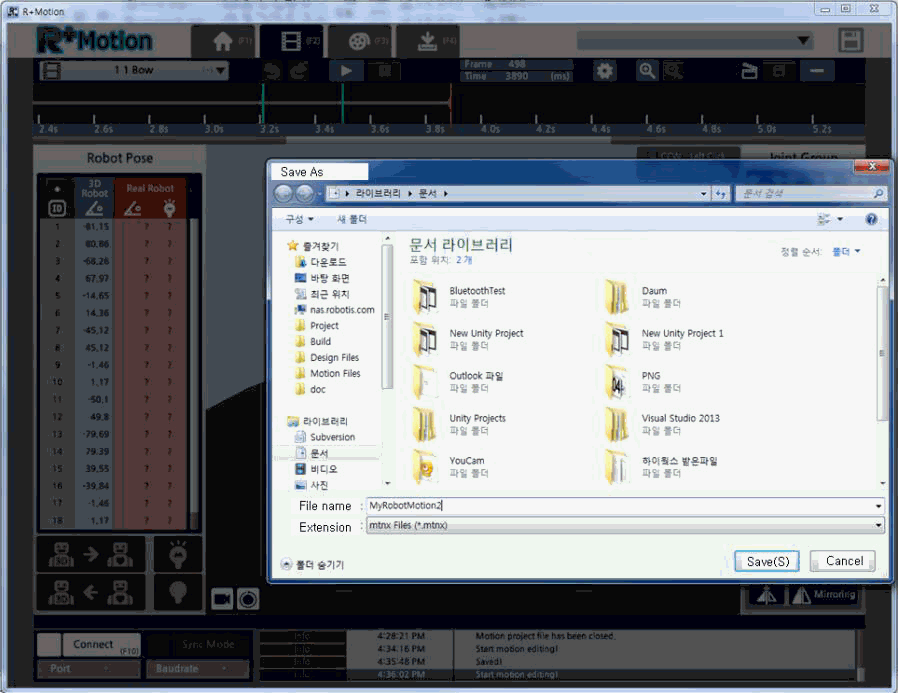 R+Motion
R+Motion
(F1)
(F2)
(F3)
(F4)
1 1 Bow
Frame 498
Time 3890 (ms)
2.4s 2.6s 2.8s 3.0s 3.2s 3.4s 3.6s 3.8s 4.0s 4.2s 4.4s 4.6s 4.8s 5.0s 5.2s
Robot Pose
Joint Group
ID
3D Robot
Real Robot
1 -81,15 ? ?
2 80,86 ? ?
3 -68,26 ? ?
4 67,97 ? ?
5 -14,65 ? ?
6 14,36 ? ?
7 -45,12 ? ?
8 45,12 ? ?
9 -1,46 ? ?
10 1,17 ? ?
11 -50,1 ? ?
12 49,8 ? ?
13 -79,69 ? ?
14 79,39 ? ?
15 39,55 ? ?
16 -39,84 ? ?
17 -1,46 ? ?
18 1,17 ? ?
3D
3D
Save As
라이브러리 문서
문서 검색
구성 새 폴더
즐겨찾기
다운로드
바탕 화면
최근 위치
nas.robotis.com
Project
Build
Design Files
Motion Files
doc
라이브러리
Subversion
문서
비디오
사진
문서 라이브러리
포함 위치: 2 개
정렬 순서: 폴더
BluetoothTest
파일 폴더
Daum
파일 폴더
New Unity Project
파일 폴더
New Unity Project 1
파일 폴더
Outlook 파일
파일 폴더
PNG
파일 폴더
Unity Projects
파일 폴더
Visual Studio 2013
파일 폴더
YouCam
파일 폴더
하이웍스 받은파일
파일 폴더
File name : MyRobotMotion2
Extension : mtnx Files (*.mtnx)
폴더 숨기기
Save(S)
Cancel
Mirroring
Connect (F10)
Sync Mode
Port
Baudrate
Info 4:28:21 PM Motion project file has been closed.
Info 4:34:16 PM Start motion editing!
Info 4:35:48 PM Saved!
Info 4:36:02 PM Start motion editing!